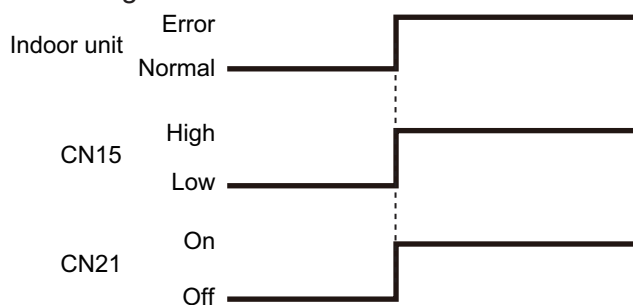 Error
Indoor unit
Normal
High
CN15
Low
On
CN21
Off